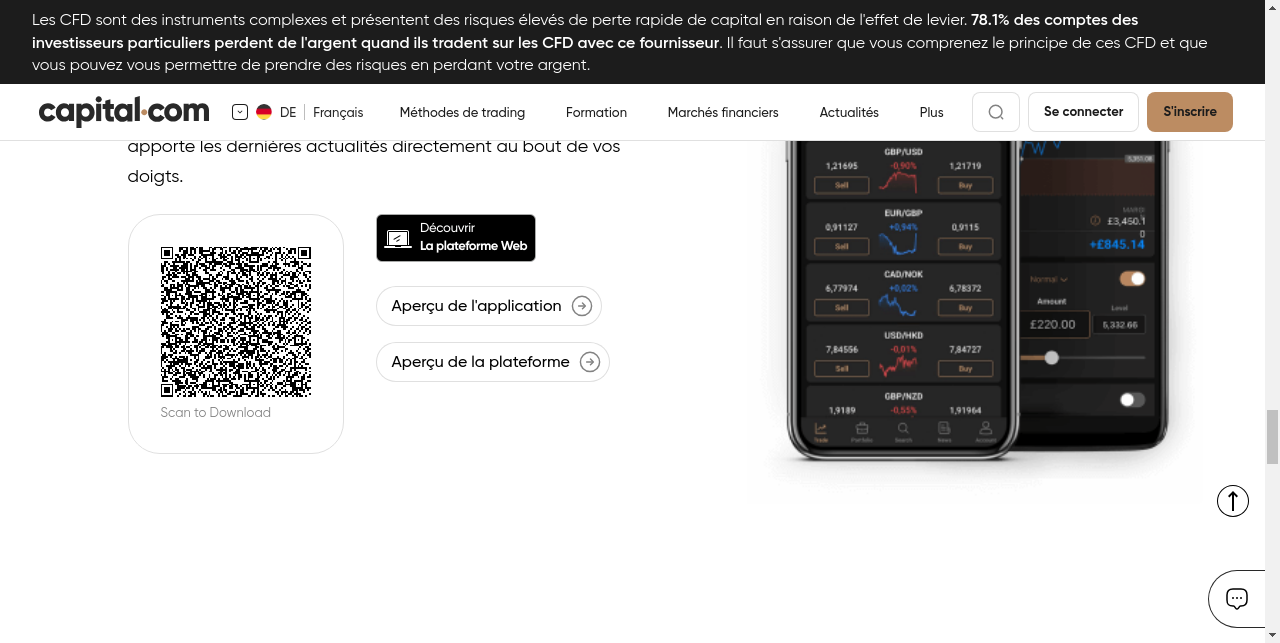 Les CFD sont des instruments complexes et présentent des risques élevés de perte rapide de capital en raison de l'effet de levier. 78.1% des comptes des
investisseurs particuliers perdent de l'argent quand ils tradent sur les CFD avec ce fournisseur. Il faut s'assurer que vous comprenez le principe de ces CFD et que
vous pouvez vous permettre de prendre des risques en perdant votre argent.
capital.com DE Français Méthodes de trading Formation Marchés financiers Actualités Plus Se connecter S'inscrire
apporte les dernières actualités directement au bout de vos
doigts.
Découvrir
La plateforme Web
Aperçu de l'application
Aperçu de la plateforme
Scan to Download
GBP/USD
1,21695 -0,90% 1,21719
Sell Buy
EUR/GBP
0,91127 +0,94% 0,9115
Sell Buy
CAD/NOK
6,77974 +0,02% 6,78372
Sell Buy
USD/HKD
7,84556 -0,01% 7,84727
Sell Buy
GBP/NZD
1,9189 -0,55% 1,91964
Trade Portfolio Search News Account
£3,450.1
0
+£845.14
Normal
Amount Level
£220.00 5,332.65